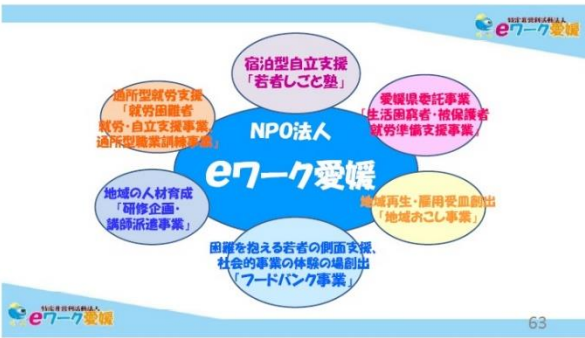 特定非営利活動法人
eワーク愛媛
宿泊型自立支援
「若者しごと塾」
通所型就労支援
「就労困難者
就労・自立支援事業、
通所型職業訓練事業」
愛媛県委託事業
「生活困窮者・被保護者
就労準備支援事業」
NPO法人
eワーク愛媛
地域の人材育成
「研修企画・
講師派遣事業」
地域再生・雇用受皿創出
「地域おこし事業」
困難を抱える若者の側面支援、
社会的事業の体験の場創出
「フードバンク事業」
特定非営利活動法人
eワーク愛媛
63